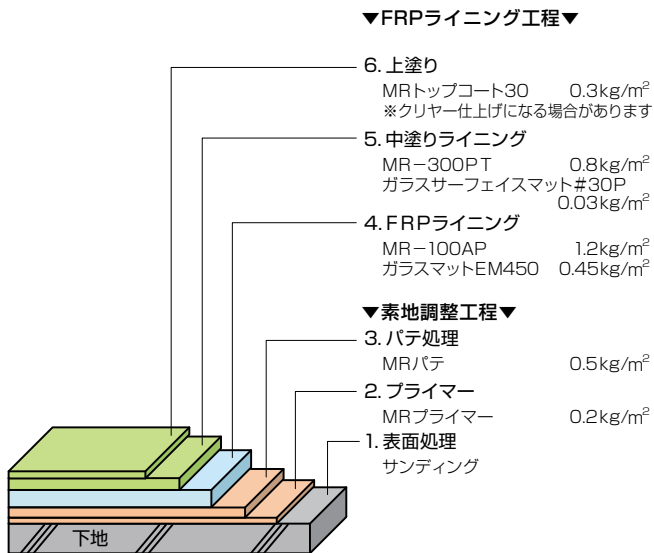 ▼FRPライニング工程▼
6. 上塗り
MRトップコート30 0.3kg/m²
※クリヤー仕上げになる場合があります
5. 中塗りライニング
MR－300PT 0.8kg/m²
ガラスサーフェイスマット#30P
0.03kg/m²
4. FRPライニング
MR－100AP 1.2kg/m²
ガラスマットEM450 0.45kg/m²
▼素地調整工程▼
3. パテ処理
MRパテ 0.5kg/m²
2. プライマー
MRプライマー 0.2kg/m²
1. 表面処理
サンディング
下地